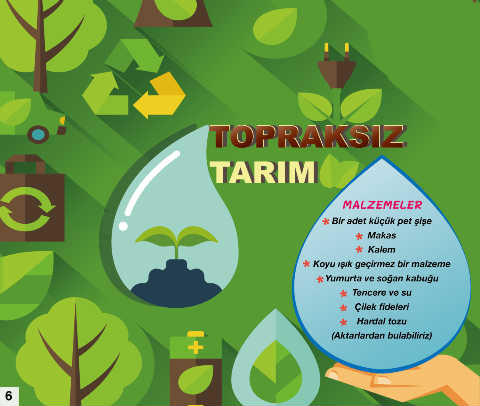 TOPRAKSIZ
TARIM
MALZEMELER
* Bir adet küçük pet şişe
* Makas
* Kalem
* Koyu ışık geçirmez bir malzeme
* Yumurta ve soğan kabuğu
* Tencere ve su
* Çilek fideleri
* Hardal tozu
(Aktarlardan bulabiliriz)
6